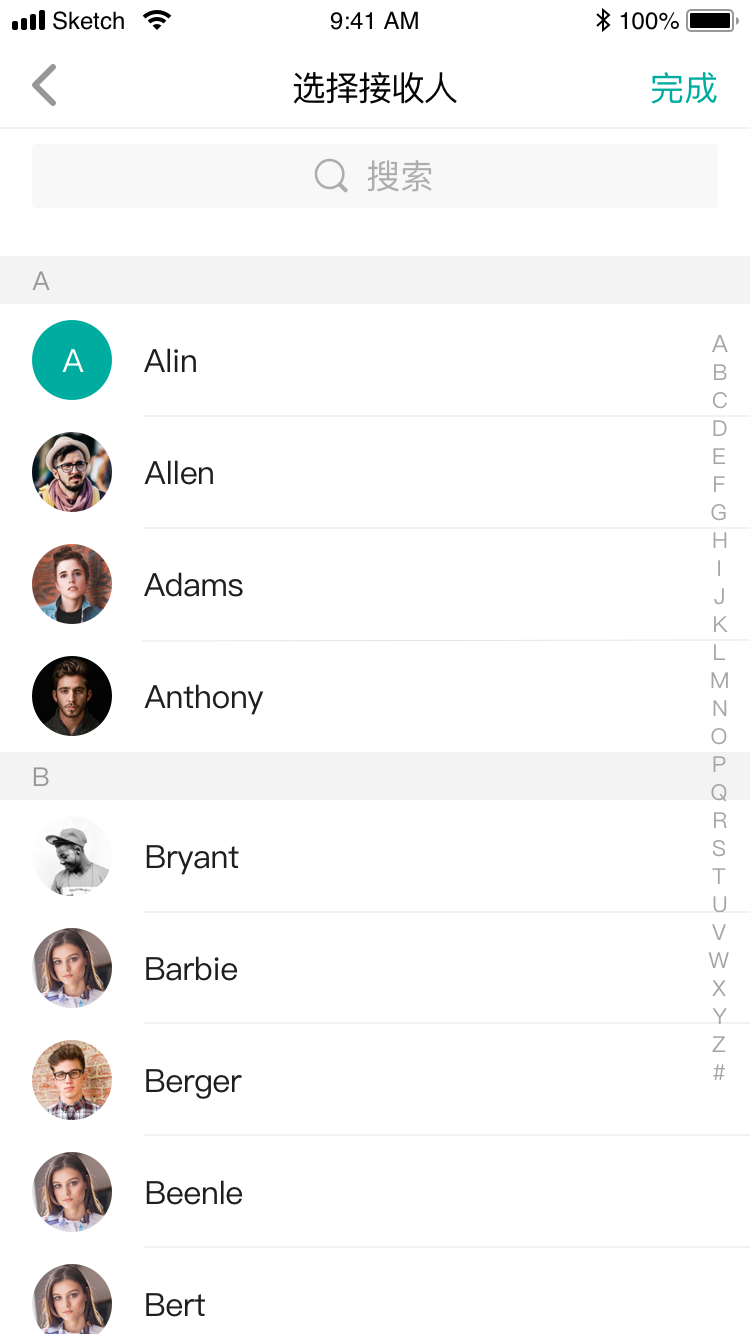 Sketch 9:41 AM 100%
选择接收人 完成
搜索
A
A Alin
Allen
Adams
Anthony
B
Bryant
Barbie
Berger
Beenle
Bert
A
B
C
D
E
F
G
H
I
J
K
L
M
N
O
P
Q
R
S
T
U
V
W
X
Y
Z
#